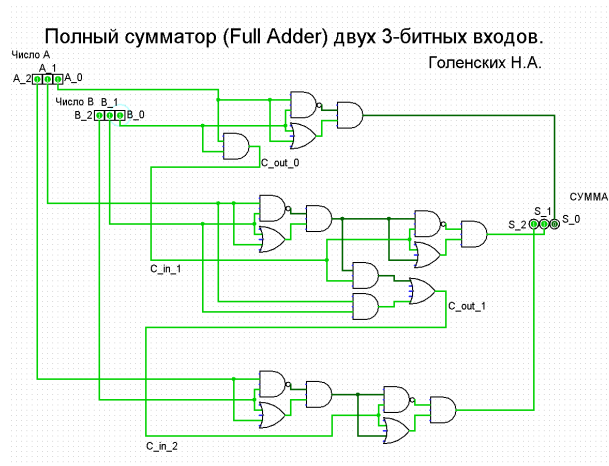 Полный сумматор (Full Adder) двух 3-битных входов.
Голенских Н.А.
Число A
A_1
A_2
A_0
Число B
B_1
B_2
B_0
C_out_0
СУММА
S_1
S_2
S_0
C_in_1
C_out_1
C_in_2